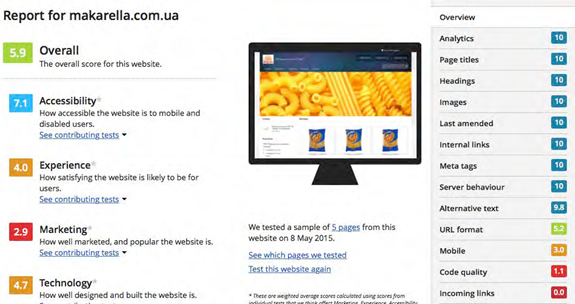 Report for makarella.com.ua
5.9
Overall
The overall score for this website.
7.1
Accessibility*
How accessible the website is to mobile and
disabled users.
See contributing tests
4.0
Experience*
How satisfying the website is likely to be for
users.
See contributing tests
2.9
Marketing*
How well marketed, and popular the website is.
See contributing tests
4.7
Technology*
How well designed and built the website is.
We tested a sample of 5 pages from this
website on 8 May 2015.
See which pages we tested
Test this website again
* These are weighted average scores calculated using scores from
individual tests that we think affect Marketing, Experience, Accessibility
Overview
Analytics 10
Page titles 10
Headings 10
Images 10
Last amended 10
Internal links 10
Meta tags 10
Server behaviour 10
Alternative text 9.8
URL format 5.2
Mobile 3.0
Code quality 1.1
Incoming links 0.0